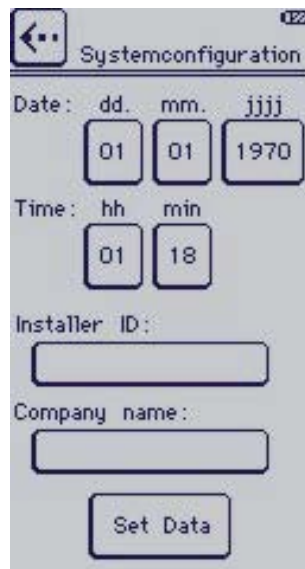 Systemconfiguration
Date: dd. mm. jjjj
01 01 1970
Time: hh min
01 18
Installer ID:
Company name:
Set Data